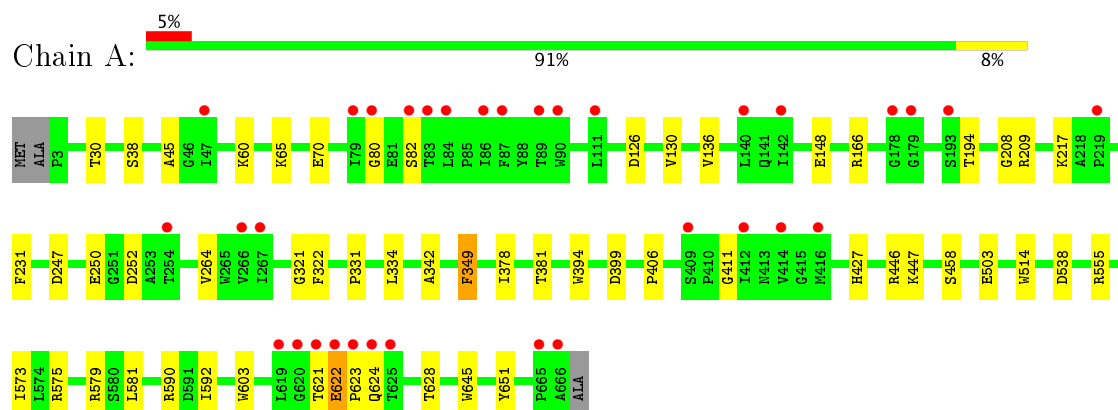 5%
Chain A:
91% 8%
MET ALA P3 T30 S38 A45 G46 I47 K60 K65 E70 I79 G80 E81 S82 T83 L84 P85 I86 F87 Y88 T89 W90 L111 D126 V130 V136 I140 Q141 I142 E148 R166 G178 G179 S193 T194 G208 R209 K217 A218 P219
F231 D247 E250 G251 D252 A253 T254 V264 W265 V266 I267 G321 F322 P331 L334 A342 F349 I378 T381 W394 D399 P406 S409 P410 G411 I412 N413 V414 G415 M416 H427 R446 K447 S458 E503 W514 D538 R555
I573 L574 R575 R579 S580 L581 R590 D591 I592 W603 L619 G620 T621 E622 P623 Q624 T625 T628 W645 Y651 P665 A666 ALA